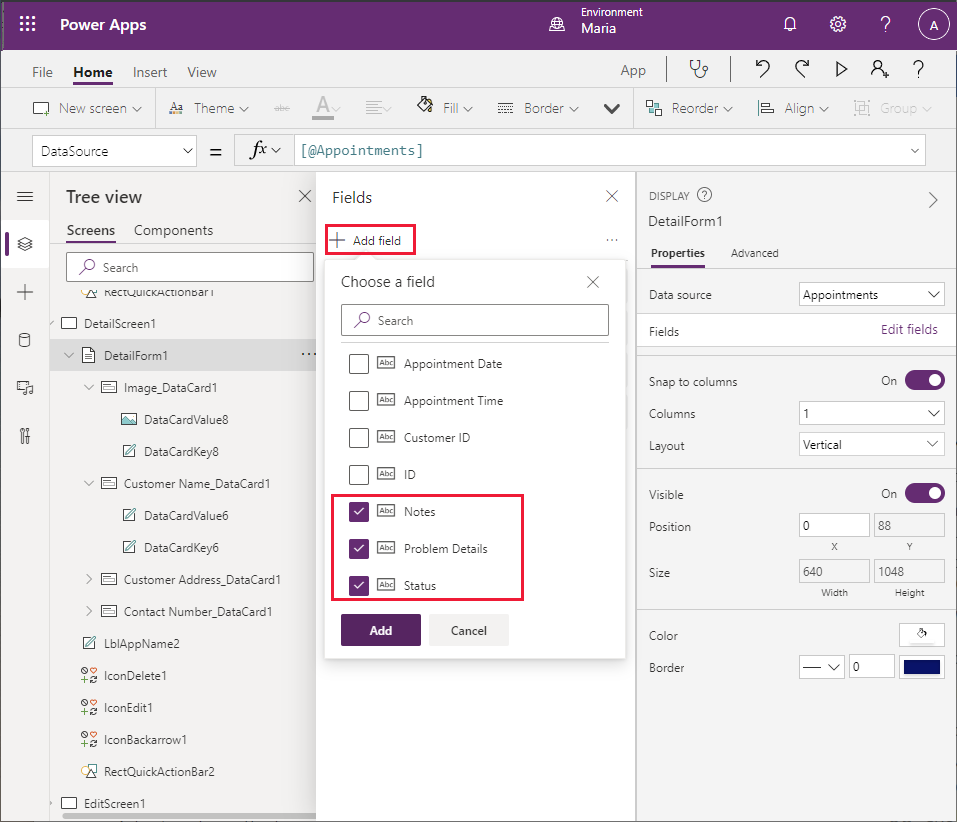 Power Apps
Environment
Maria
A
File Home Insert View
App
New screen
Theme
abc
A
Fill
Border
Reorder
Align
Group
DataSource
=
fx
[@Appointments]
Tree view
Screens Components
Search
RectQuickActionBar1
DetailScreen1
DetailForm1
Image_DataCard1
DataCardValue8
DataCardKey8
Customer Name_DataCard1
DataCardValue6
DataCardKey6
Customer Address_DataCard1
Contact Number_DataCard1
LblAppName2
IconDelete1
IconEdit1
IconBackarrow1
RectQuickActionBar2
EditScreen1
Fields
Add field
Choose a field
Search
Abc Appointment Date
Abc Appointment Time
Abc Customer ID
Abc ID
Abc Notes
Abc Problem Details
Abc Status
Add Cancel
DISPLAY ?
DetailForm1
Properties Advanced
Data source Appointments
Fields Edit fields
Snap to columns On
Columns 1
Layout Vertical
Visible On
Position 0 88
X Y
Size 640 1048
Width Height
Color
Border 0